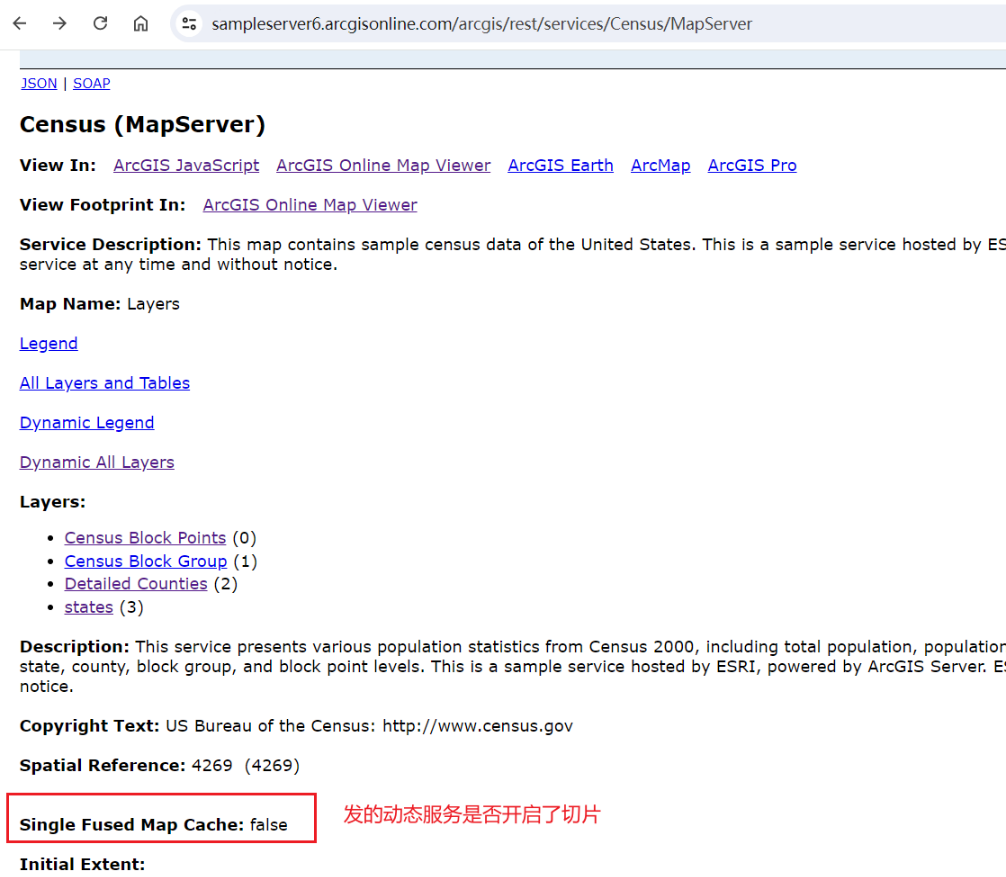 sampleserver6.arcgisonline.com/arcgis/rest/services/Census/MapServer
JSON | SOAP
Census (MapServer)
View In: ArcGIS JavaScript ArcGIS Online Map Viewer ArcGIS Earth ArcMap ArcGIS Pro
View Footprint In: ArcGIS Online Map Viewer
Service Description: This map contains sample census data of the United States. This is a sample service hosted by ES
service at any time and without notice.
Map Name: Layers
Legend
All Layers and Tables
Dynamic Legend
Dynamic All Layers
Layers:
• Census Block Points (0)
• Census Block Group (1)
• Detailed Counties (2)
• states (3)
Description: This service presents various population statistics from Census 2000, including total population, population
state, county, block group, and block point levels. This is a sample service hosted by ESRI, powered by ArcGIS Server. ES
notice.
Copyright Text: US Bureau of the Census: http://www.census.gov
Spatial Reference: 4269 (4269)
Single Fused Map Cache: false 发的动态服务是否开启了切片
Initial Extent: